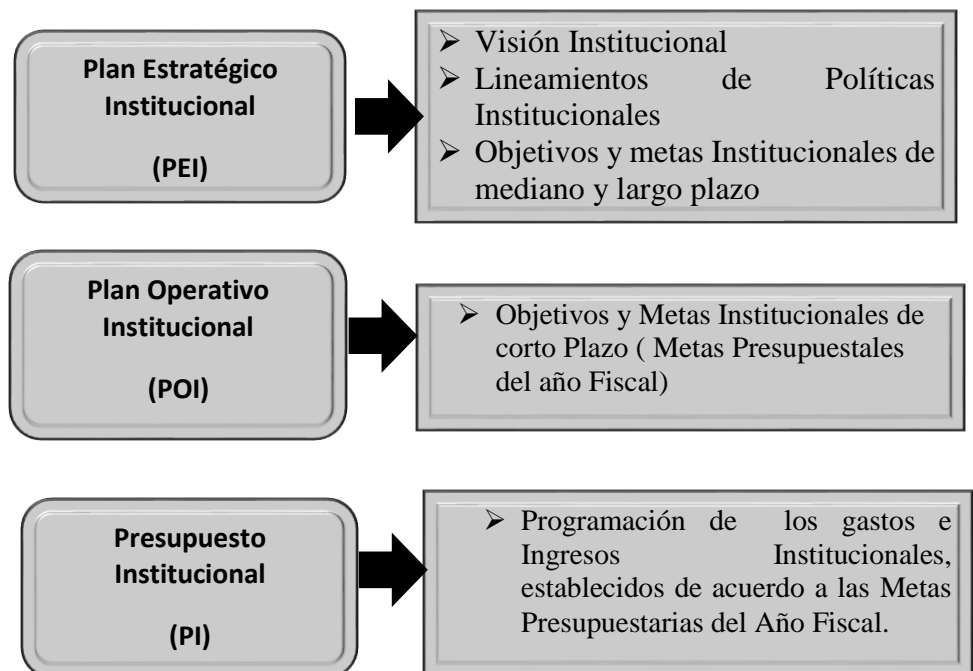 Plan Estratégico
Institucional
(PEI)
➢ Visión Institucional
➢ Lineamientos de Políticas
Institucionales
➢ Objetivos y metas Institucionales de
mediano y largo plazo
Plan Operativo
Institucional
(POI)
➢ Objetivos y Metas Institucionales de
corto Plazo ( Metas Presupuestales
del año Fiscal)
Presupuesto
Institucional
(PI)
➢ Programación de los gastos e
Ingresos Institucionales,
establecidos de acuerdo a las Metas
Presupuestarias del Año Fiscal.